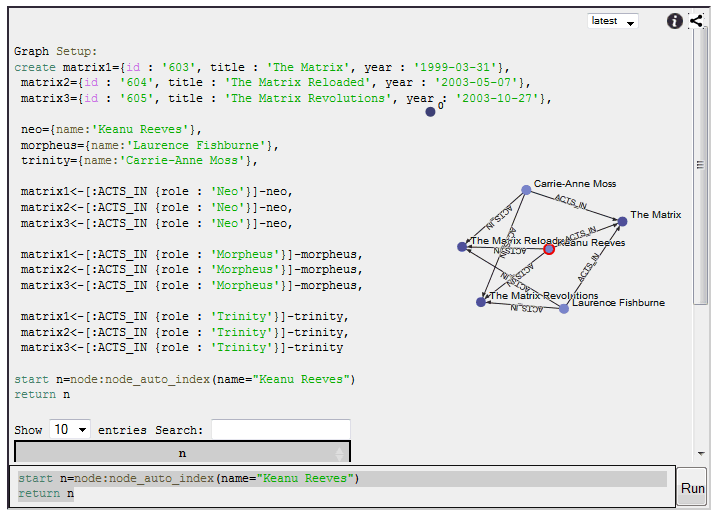 latest
Graph Setup:
create matrix1={id : '603', title : 'The Matrix', year : '1999-03-31'},
matrix2={id : '604', title : 'The Matrix Reloaded', year : '2003-05-07'},
matrix3={id : '605', title : 'The Matrix Revolutions', year : '2003-10-27'},
0
neo={name:'Keanu Reeves'},
morpheus={name:'Laurence Fishburne'},
trinity={name:'Carrie-Anne Moss'},
matrix1<-[:ACTS_IN {role : 'Neo'}]-neo,
matrix2<-[:ACTS_IN {role : 'Neo'}]-neo,
matrix3<-[:ACTS_IN {role : 'Neo'}]-neo,
matrix1<-[:ACTS_IN {role : 'Morpheus'}]-morpheus,
matrix2<-[:ACTS_IN {role : 'Morpheus'}]-morpheus,
matrix3<-[:ACTS_IN {role : 'Morpheus'}]-morpheus,
matrix1<-[:ACTS_IN {role : 'Trinity'}]-trinity,
matrix2<-[:ACTS_IN {role : 'Trinity'}]-trinity,
matrix3<-[:ACTS_IN {role : 'Trinity'}]-trinity
Carrie-Anne Moss
ACTS_IN
ACTS_IN
The Matrix
ACTS_IN
ACTS_IN
The Matrix Reloaded
Keanu Reeves
ACTS_IN
ACTS_IN
ACTS_IN
The Matrix Revolutions
Laurence Fishburne
ACTS_IN
start n=node:node_auto_index(name="Keanu Reeves")
return n
Show 10 entries Search:
n
start n=node:node_auto_index(name="Keanu Reeves")
return n
Run